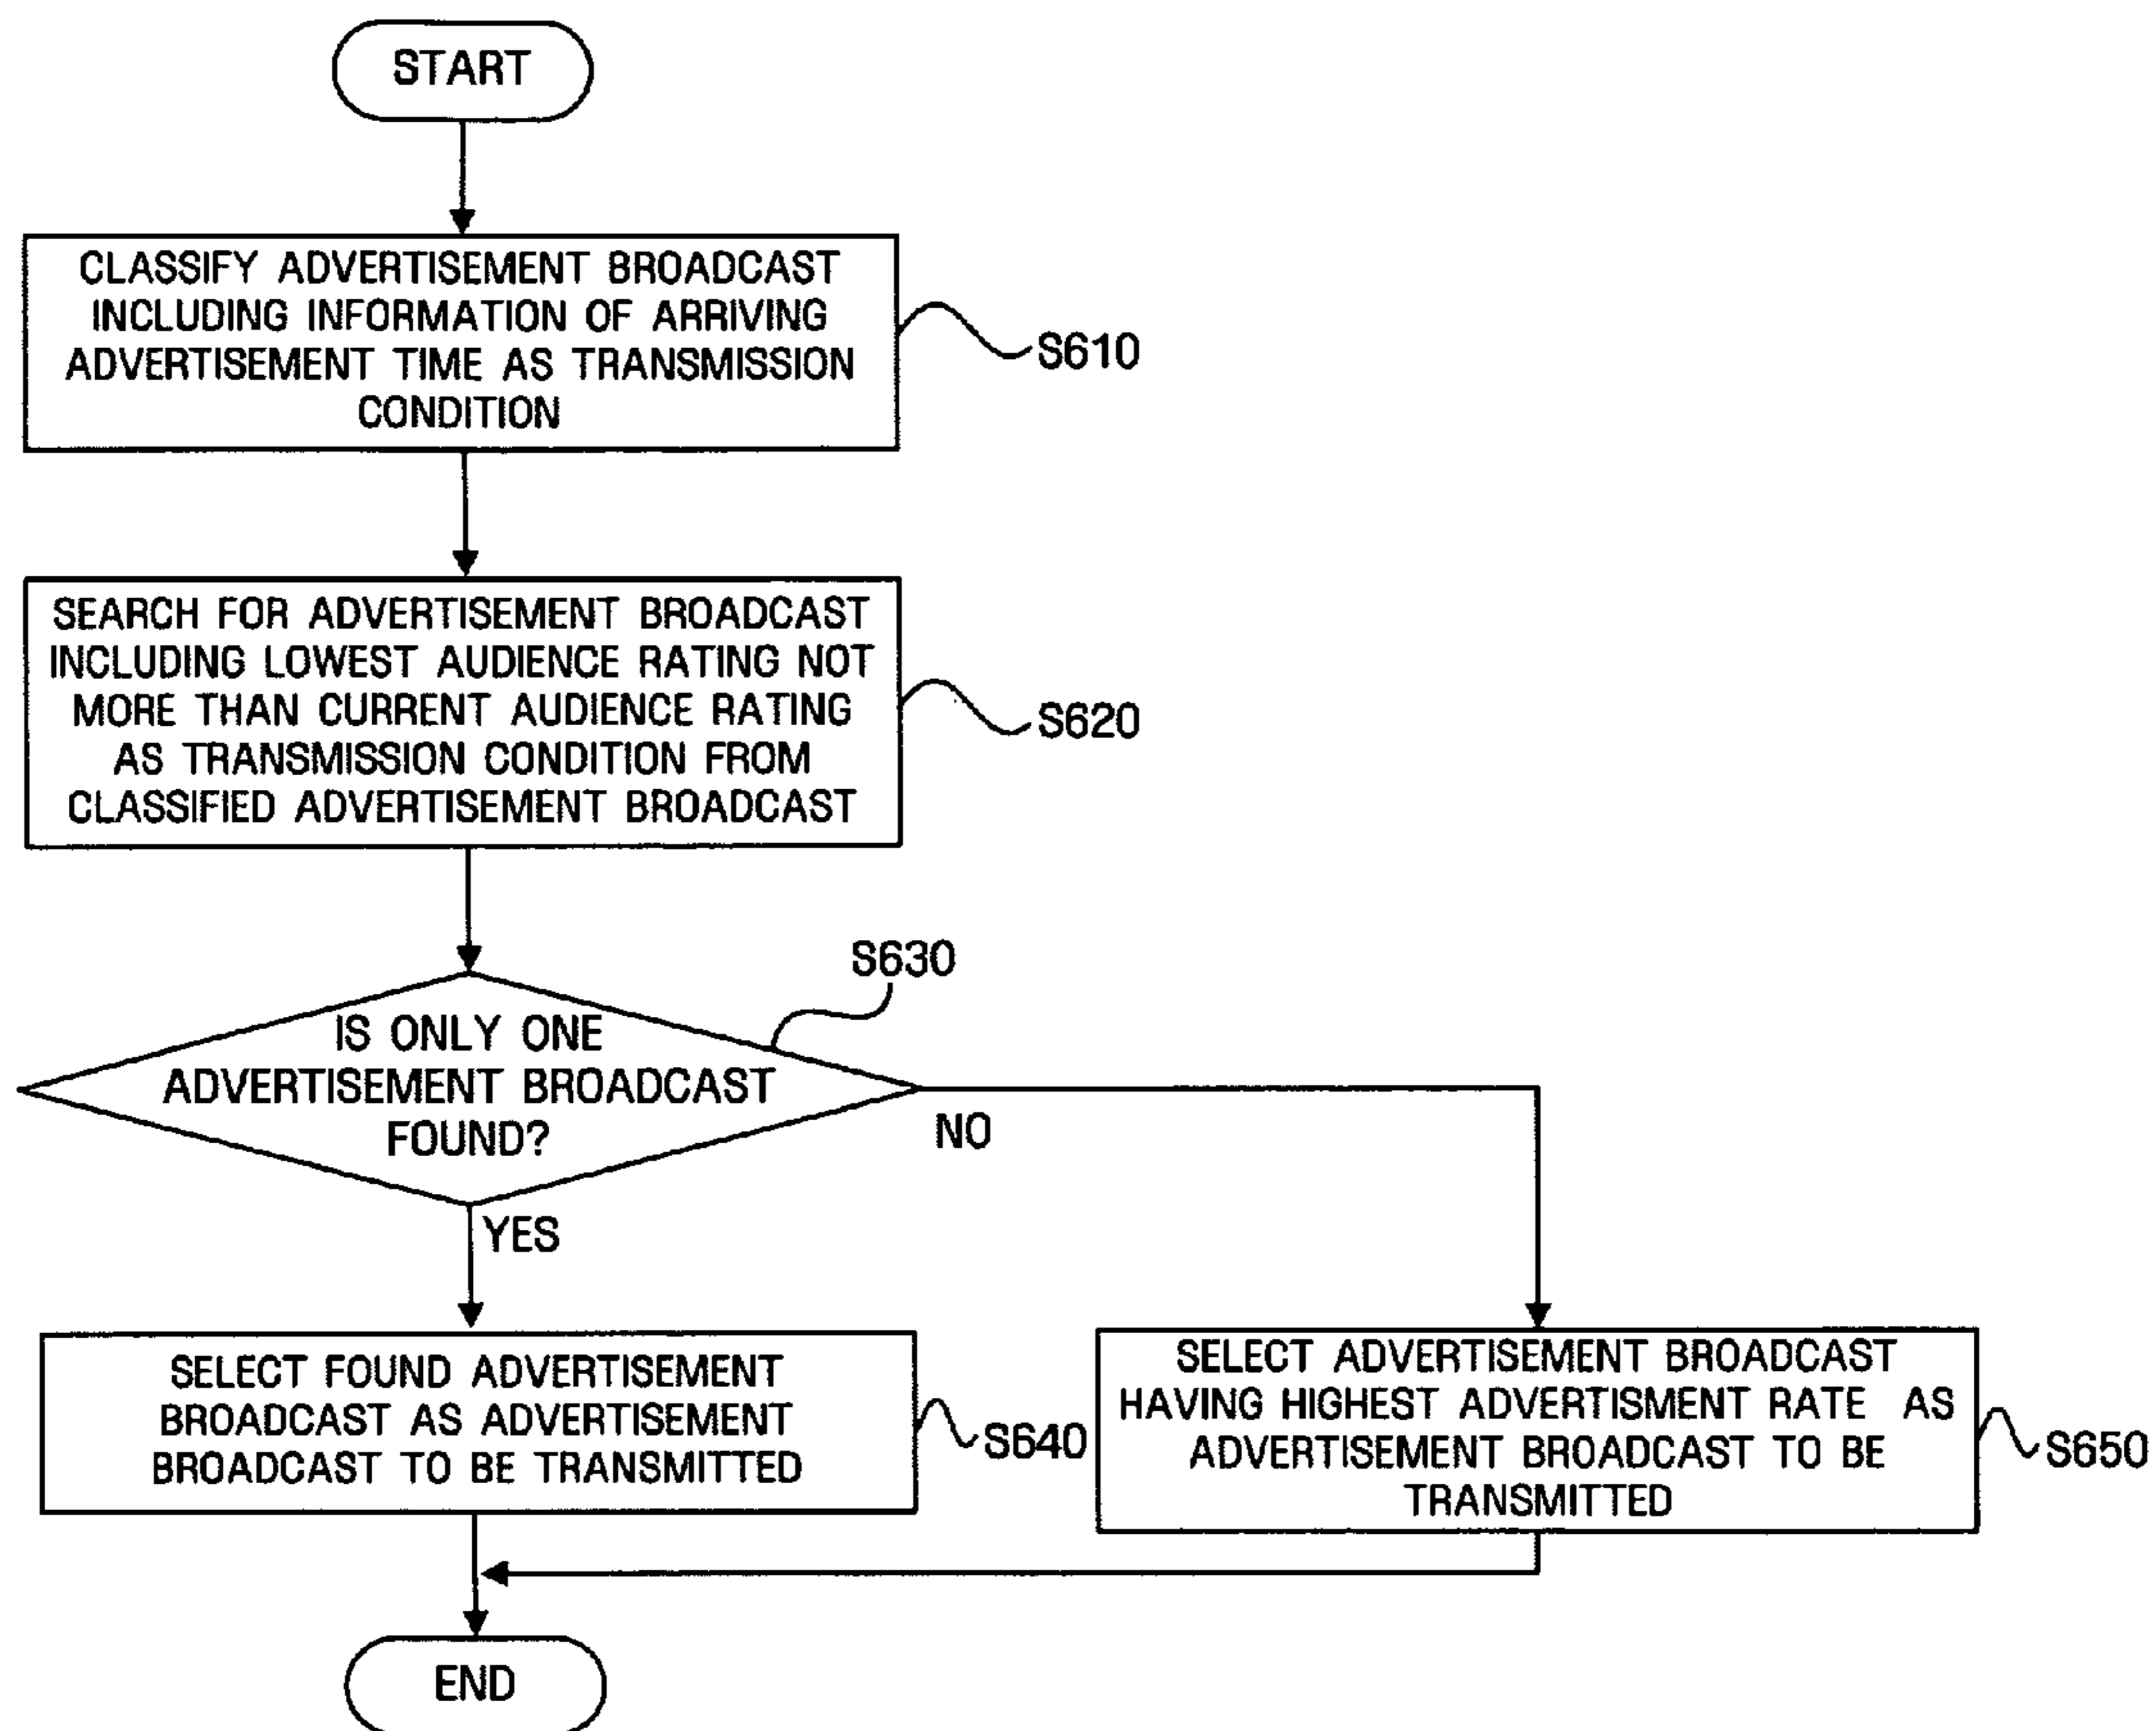 START
CLASSIFY ADVERTISEMENT BROADCAST
INCLUDING INFORMATION OF ARRIVING
ADVERTISEMENT TIME AS TRANSMISSION
CONDITION
S610
SEARCH FOR ADVERTISEMENT BROADCAST
INCLUDING LOWEST AUDIENCE RATING NOT
MORE THAN CURRENT AUDIENCE RATING
AS TRANSMISSION CONDITION FROM
CLASSIFIED ADVERTISEMENT BROADCAST
S620
S630
IS ONLY ONE
ADVERTISEMENT BROADCAST
FOUND?
NO
YES
SELECT FOUND ADVERTISEMENT
BROADCAST AS ADVERTISEMENT
BROADCAST TO BE TRANSMITTED
S640
SELECT ADVERTISEMENT BROADCAST
HAVING HIGHEST ADVERTISMENT RATE AS
ADVERTISEMENT BROADCAST TO BE
TRANSMITTED
S650
END